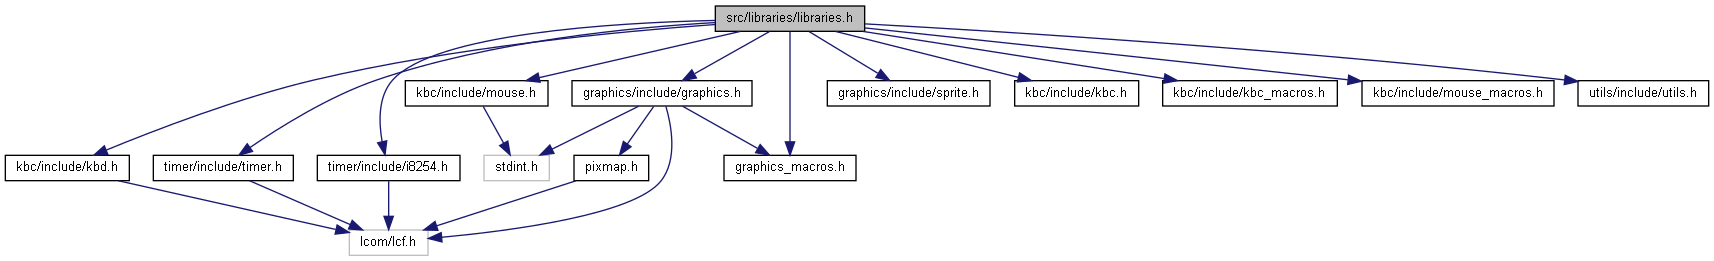 src/libraries/libraries.h
kbc/include/mouse.h
graphics/include/graphics.h
graphics/include/sprite.h
kbc/include/kbc.h
kbc/include/kbc_macros.h
kbc/include/mouse_macros.h
utils/include/utils.h
kbc/include/kbd.h
timer/include/timer.h
timer/include/i8254.h
stdint.h
pixmap.h
graphics_macros.h
lcom/lcf.h